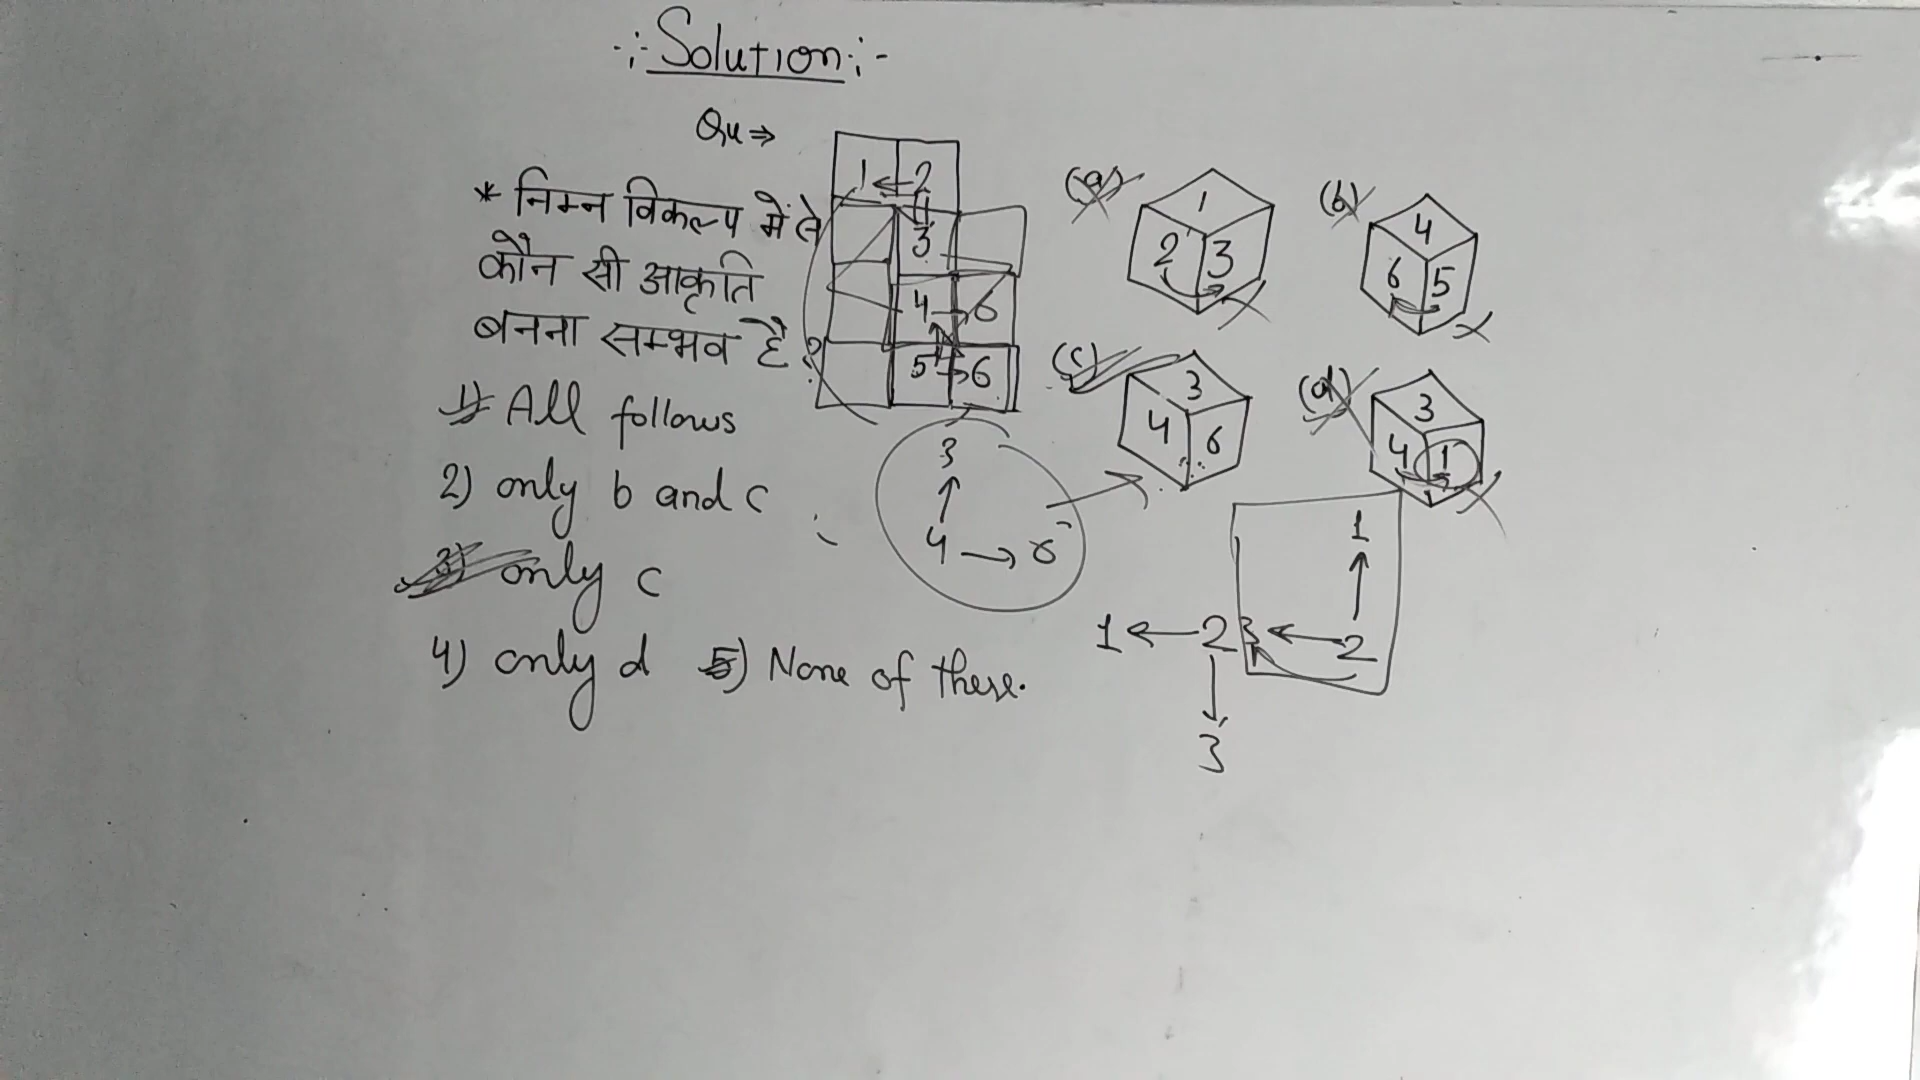 Solution
Qu ⇒
* निम्न विकल्प में से
कौन सी आकृति
बनना सम्भव है ?
1) All follows
2) only b and c
3) only c
4) only d 5) None of these.
1 ← 2
3
4 → 6
5 → 6
(a)
1
2 3
(b)
4
6 5
(c)
3
4 6
(d)
3
4 1
3
↑
4 → 6
1 ← 2
↓
3
1
↑
3 ← 2